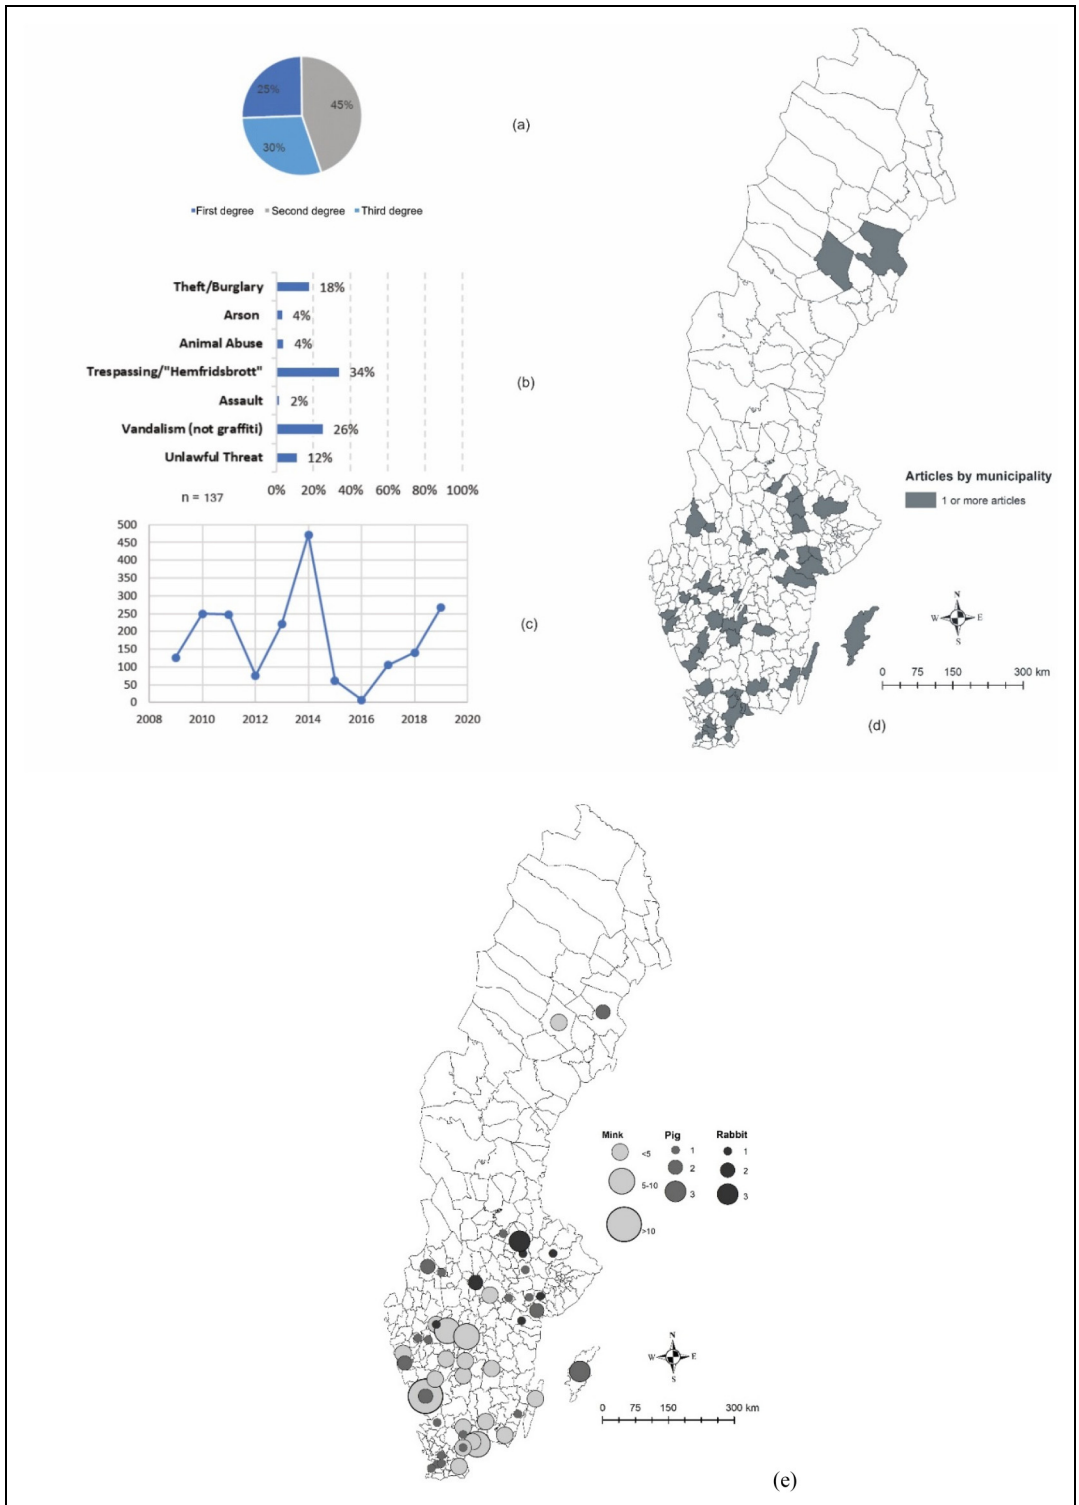 25%
45%
30%
(a)
First degree Second degree Third degree
Theft/Burglary 18%
Arson 4%
Animal Abuse 4%
Trespassing/"Hemfridsbrott" 34%
Assault 2%
Vandalism (not graffiti) 26%
Unlawful Threat 12%
0% 20% 40% 60% 80% 100%
n = 137
(b)
500
450
400
350
300
250
200
150
100
50
0
2008 2010 2012 2014 2016 2018 2020
(c)
Articles by municipality
1 or more articles
N
W E
S
0 75 150 300 km
(d)
Mink Pig Rabbit
<5 1 1
5-10 2 2
>10 3 3
N
W E
S
0 75 150 300 km
(e)